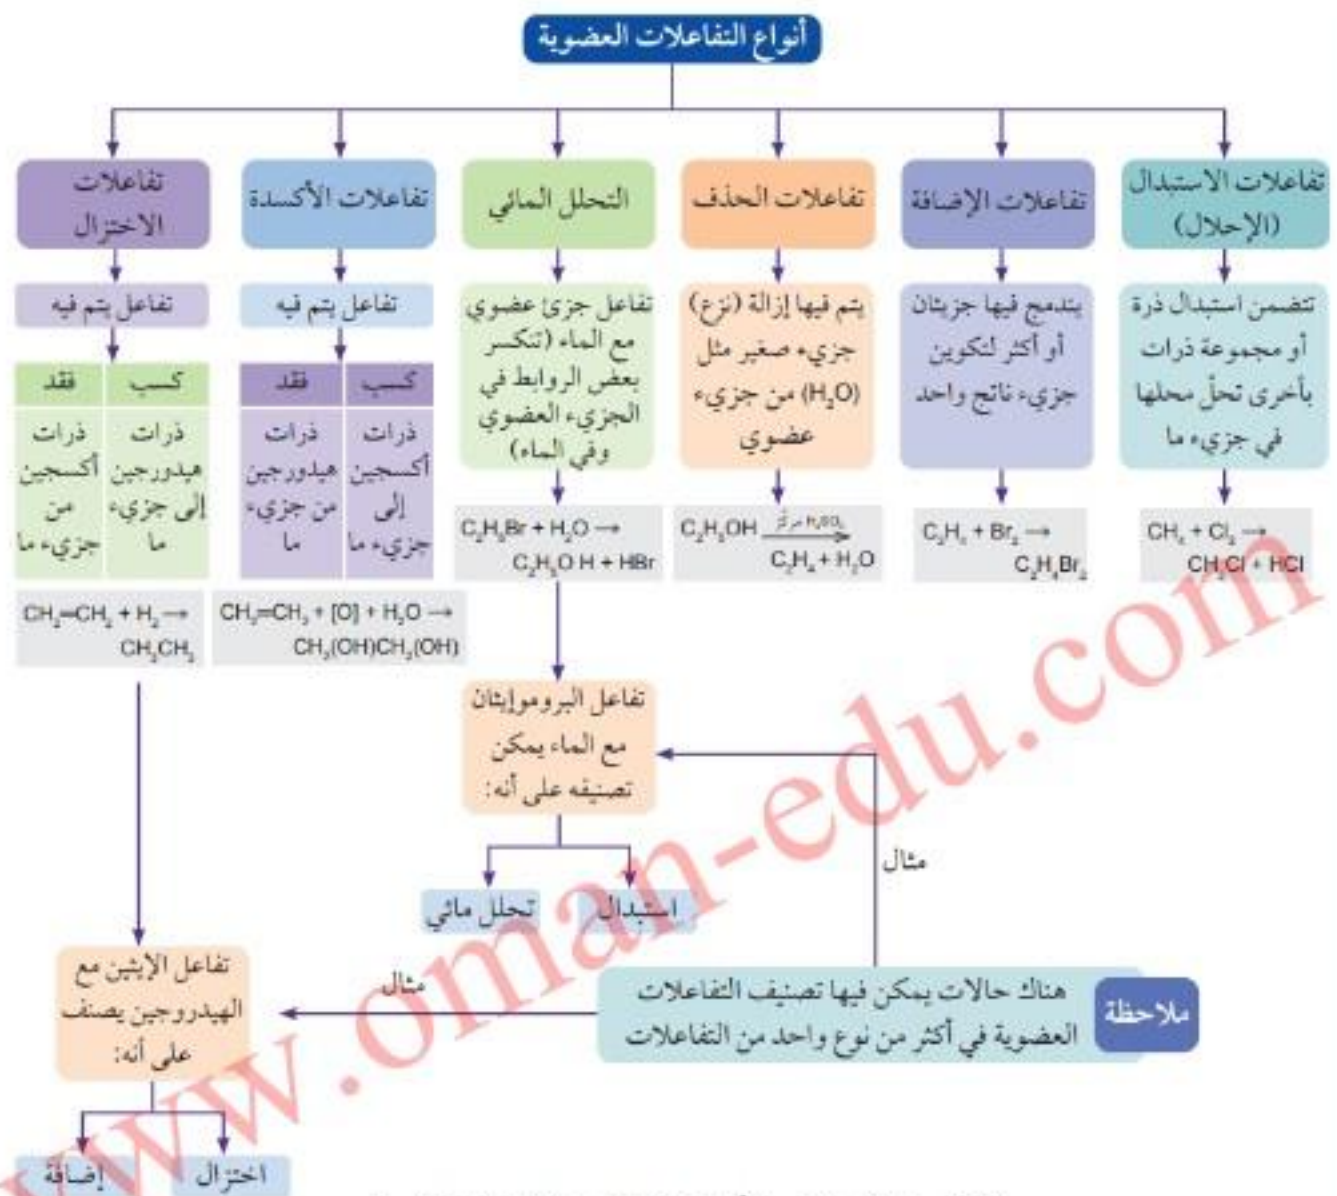 أنواع التفاعلات العضوية
تفاعلات الاستبدال
(الإحلال)
تتضمن استبدال ذرة
أو مجموعة ذرات
بأخرى تحلّ محلها
في جزيء ما
CH₄ + Cl₂ →
CH₃Cl + HCl
تفاعلات الإضافة
يندمج فيها جزيئان
أو أكثر لتكوين
جزيء ناتج واحد
C₂H₄ + Br₂ →
C₂H₄Br₂
تفاعلات الحذف
يتم فيها إزالة (نزع)
جزيء صغير مثل
(H₂O) من جزيء
عضوي
C₂H₅OH مركّز H₂SO₄ →
C₂H₄ + H₂O
التحلل المائي
تفاعل جزئ عضوي
مع الماء (تنكسر
بعض الروابط في
الجزيء العضوي
وفي الماء)
C₂H₅Br + H₂O →
C₂H₅O H + HBr
تفاعلات الأكسدة
تفاعل يتم فيه
كسب
ذرات
أكسجين
إلى
جزيء ما
فقد
ذرات
هيدورجين
من جزيء
ما
CH₂=CH₂ + [O] + H₂O →
CH₂(OH)CH₂(OH)
تفاعلات
الاختزال
تفاعل يتم فيه
كسب
ذرات
هيدورجين
إلى جزيء
ما
فقد
ذرات
أكسجين
من
جزيء ما
CH₂=CH₂ + H₂ →
CH₃CH₃
تفاعل البروموإيثان
مع الماء يمكن
تصنيفه على أنه:
استبدال
تحلل مائي
مثال
ملاحظة
هناك حالات يمكن فيها تصنيف التفاعلات
العضوية في أكثر من نوع واحد من التفاعلات
مثال
تفاعل الإيثين مع
الهيدروجين يصنف
على أنه:
اختزال
إضافة
www.oman-edu.com